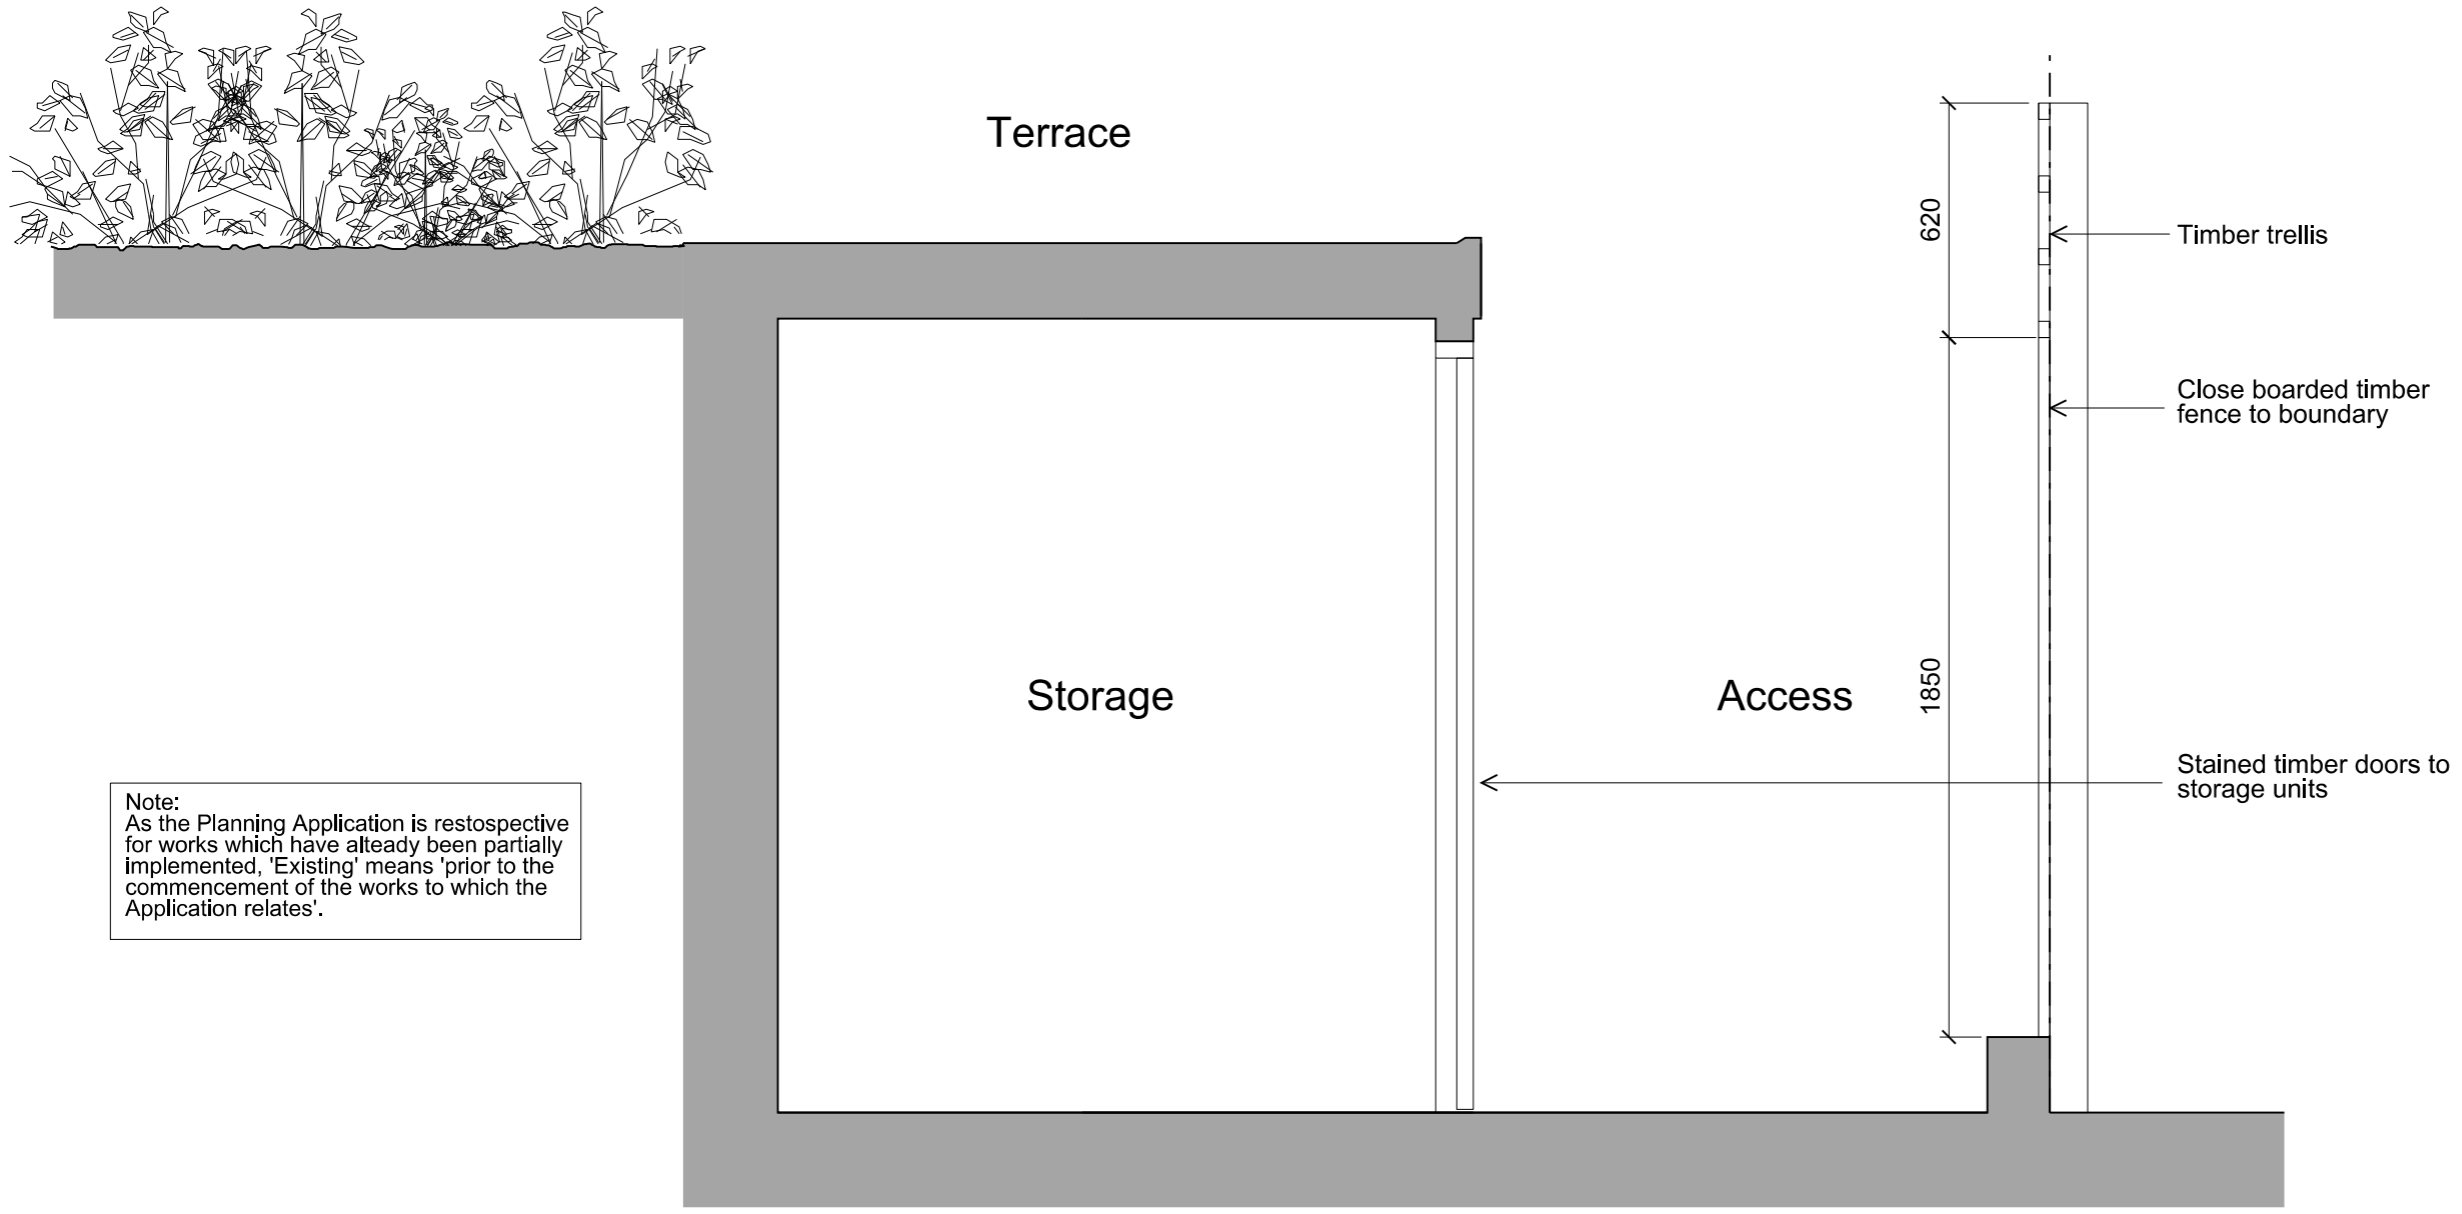 Terrace
620
Timber trellis
Close boarded timber
fence to boundary
Storage
Access
1850
Stained timber doors to
storage units
Note:
As the Planning Application is restospective
for works which have alteady been partially
implemented, 'Existing' means 'prior to the
commencement of the works to which the
Application relates'.